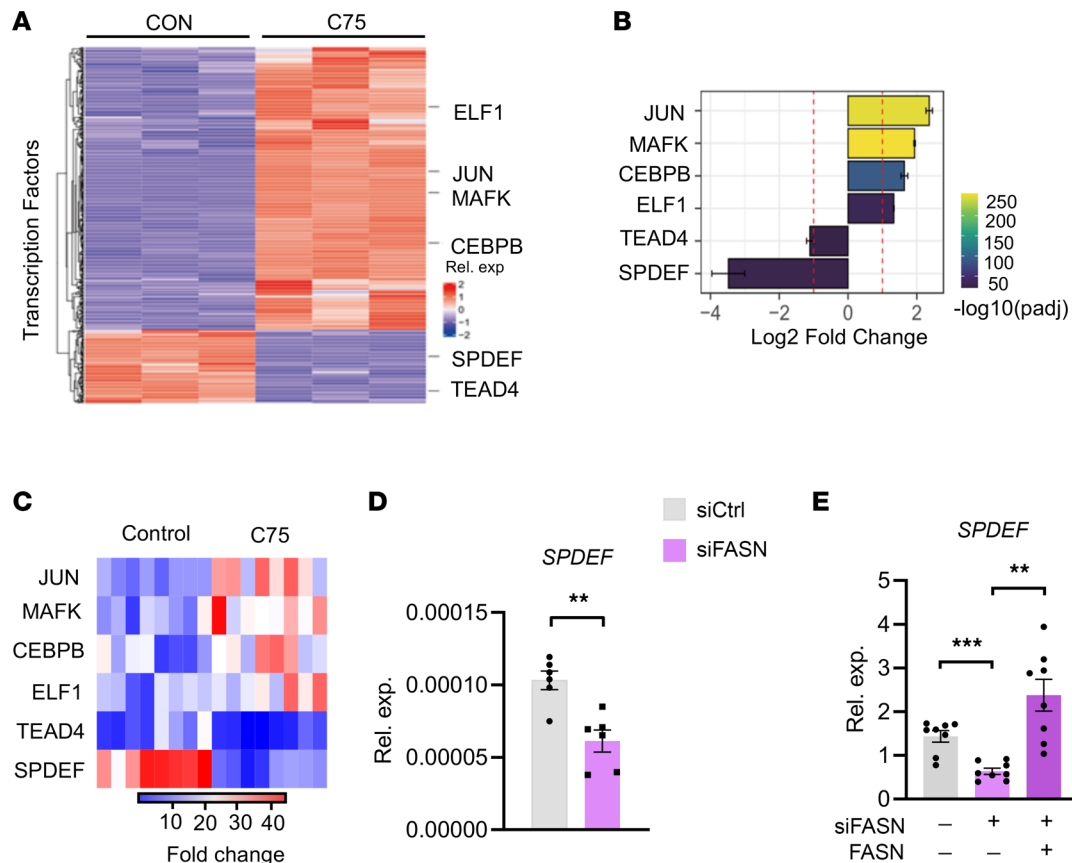 A
CON
C75
Transcription Factors
ELF1
JUN
MAFK
CEBPB
Rel. exp
2
1
0
−1
−2
SPDEF
TEAD4
B
JUN
MAFK
CEBPB
ELF1
TEAD4
SPDEF
−4
−2
0
2
Log2 Fold Change
250
200
150
100
50
-log10(padj)
C
Control
C75
JUN
MAFK
CEBPB
ELF1
TEAD4
SPDEF
10 20 30 40
Fold change
D
siCtrl
siFASN
SPDEF
**
0.00015
0.00010
0.00005
0.00000
Rel. exp.
E
SPDEF
**
***
5
4
3
2
1
0
Rel. exp.
siFASN − + +
FASN − − +